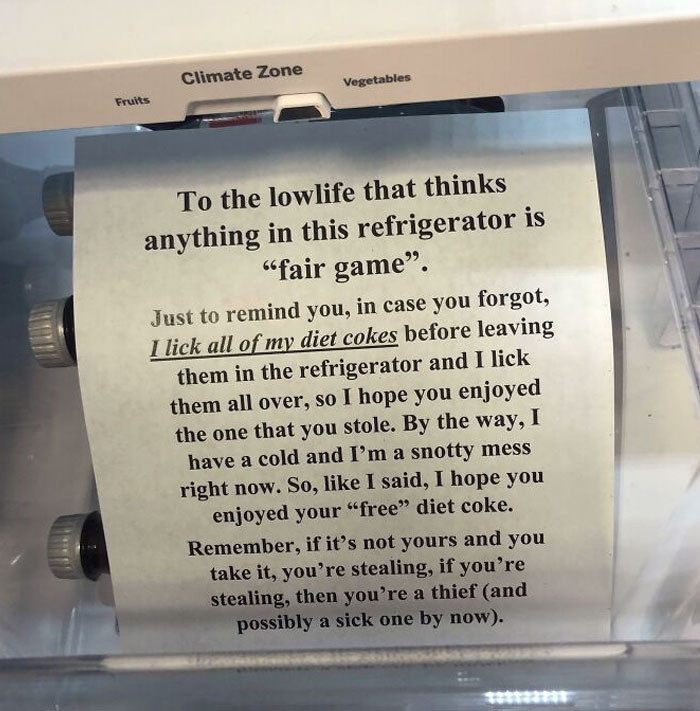 Climate Zone
Fruits
Vegetables
To the lowlife that thinks
anything in this refrigerator is
“fair game”.
Just to remind you, in case you forgot,
I lick all of my diet cokes before leaving
them in the refrigerator and I lick
them all over, so I hope you enjoyed
the one that you stole. By the way, I
have a cold and I’m a snotty mess
right now. So, like I said, I hope you
enjoyed your “free” diet coke.
Remember, if it’s not yours and you
take it, you’re stealing, if you’re
stealing, then you’re a thief (and
possibly a sick one by now).